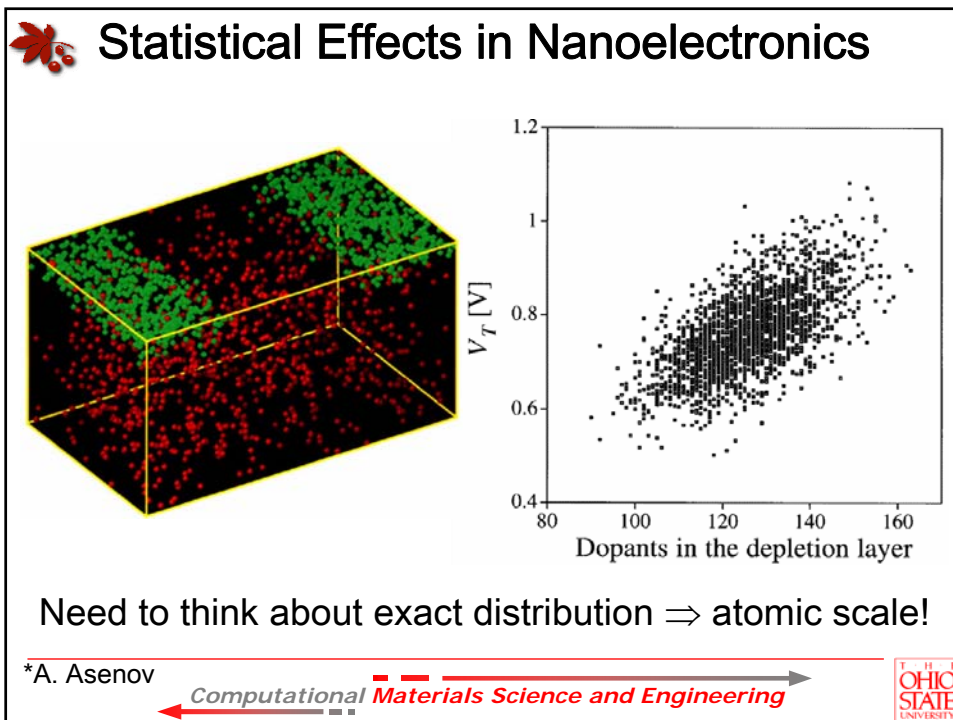 Statistical Effects in Nanoelectronics
1.2
1
0.8
0.6
0.4
V_T [V]
80 100 120 140 160
Dopants in the depletion layer
Need to think about exact distribution ⇒ atomic scale!
*A. Asenov
Computational Materials Science and Engineering
T · H · E
OHIO
STATE
UNIVERSITY